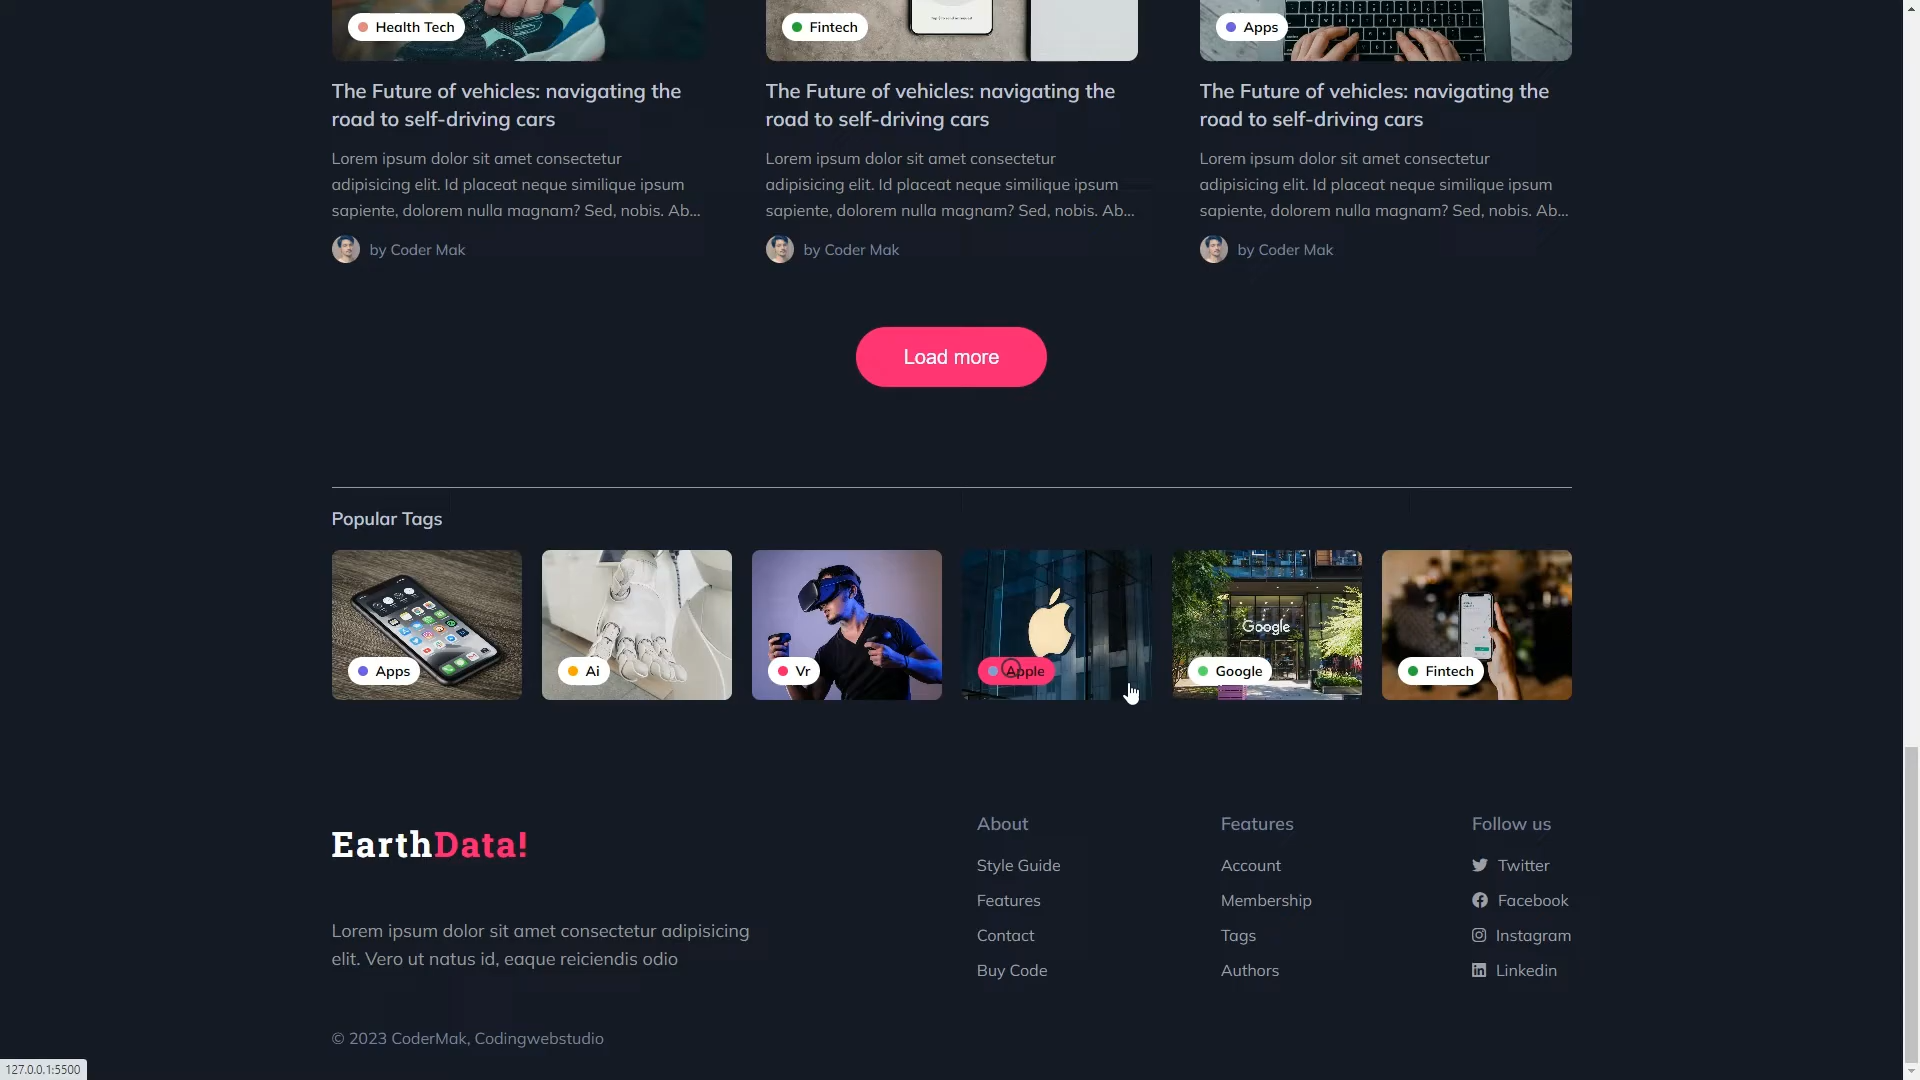 Health Tech
Fintech
Apps
The Future of vehicles: navigating the
road to self-driving cars
Lorem ipsum dolor sit amet consectetur
adipisicing elit. Id placeat neque similique ipsum
sapiente, dolorem nulla magnam? Sed, nobis. Ab...
by Coder Mak
The Future of vehicles: navigating the
road to self-driving cars
Lorem ipsum dolor sit amet consectetur
adipisicing elit. Id placeat neque similique ipsum
sapiente, dolorem nulla magnam? Sed, nobis. Ab...
by Coder Mak
The Future of vehicles: navigating the
road to self-driving cars
Lorem ipsum dolor sit amet consectetur
adipisicing elit. Id placeat neque similique ipsum
sapiente, dolorem nulla magnam? Sed, nobis. Ab...
by Coder Mak
Load more
Popular Tags
Apps
Ai
Vr
Apple
Google
Google
Fintech
EarthData!
Lorem ipsum dolor sit amet consectetur adipisicing
elit. Vero ut natus id, eaque reiciendis odio
About
Style Guide
Features
Contact
Buy Code
Features
Account
Membership
Tags
Authors
Follow us
Twitter
Facebook
Instagram
Linkedin
© 2023 CoderMak, Codingwebstudio
127.0.0.1:5500